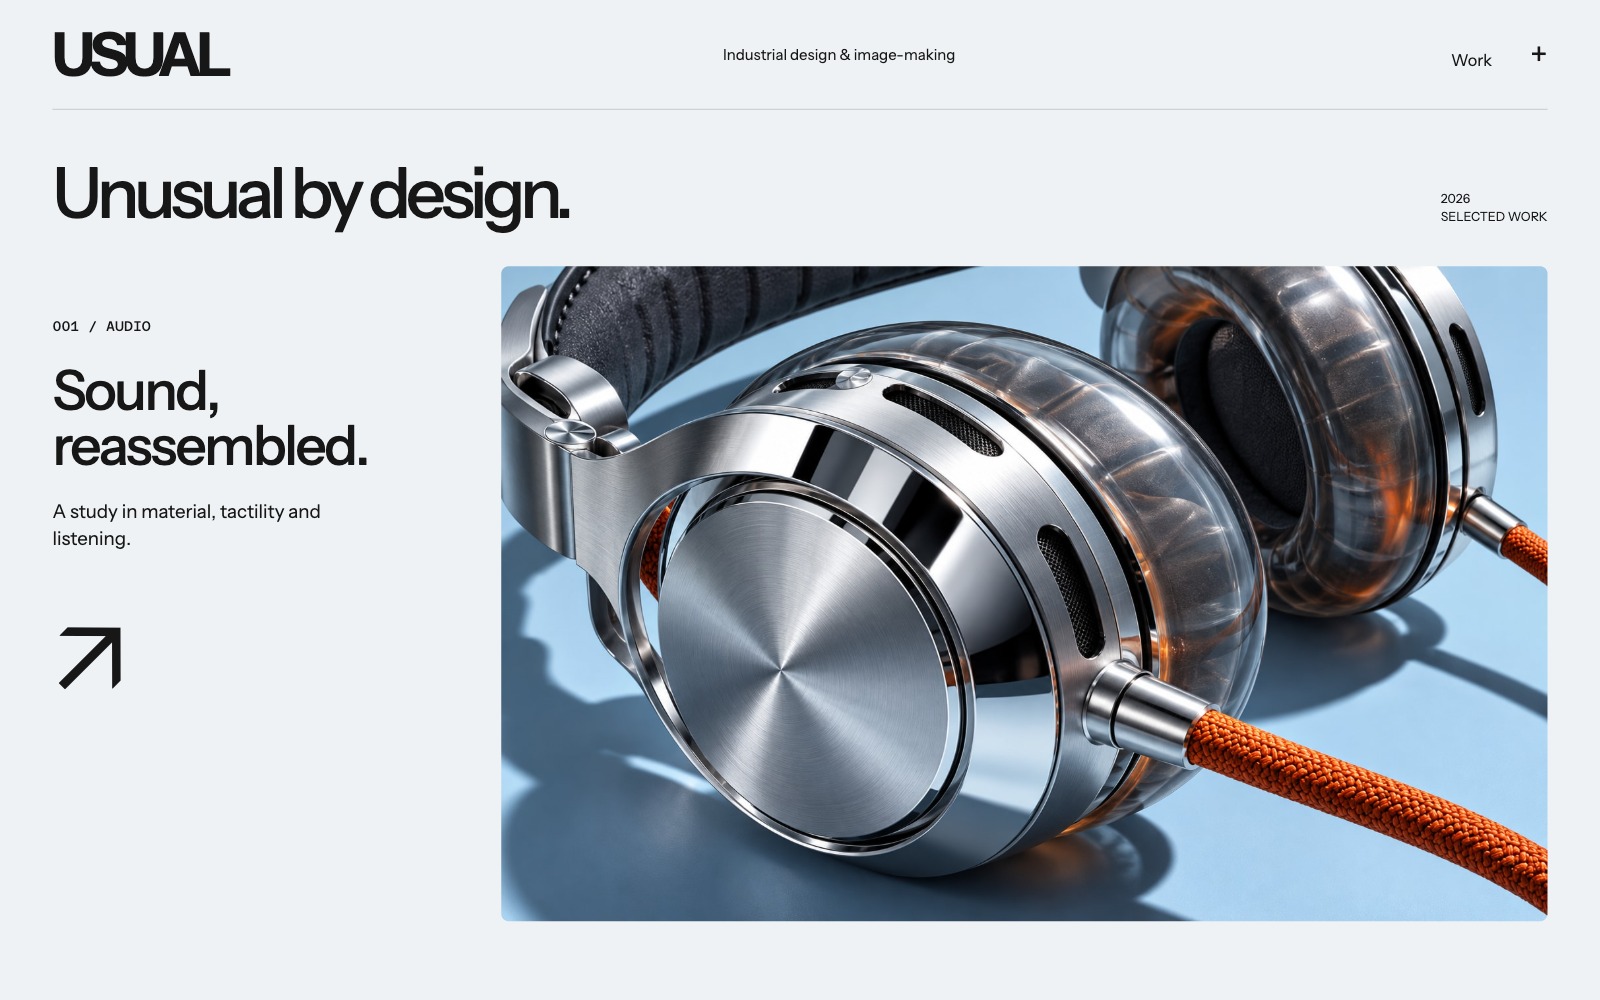 USUAL
Industrial design & image-making
Work
+
Unusual by design.
2026
SELECTED WORK
001 / AUDIO
Sound,
reassembled.
A study in material, tactility and
listening.